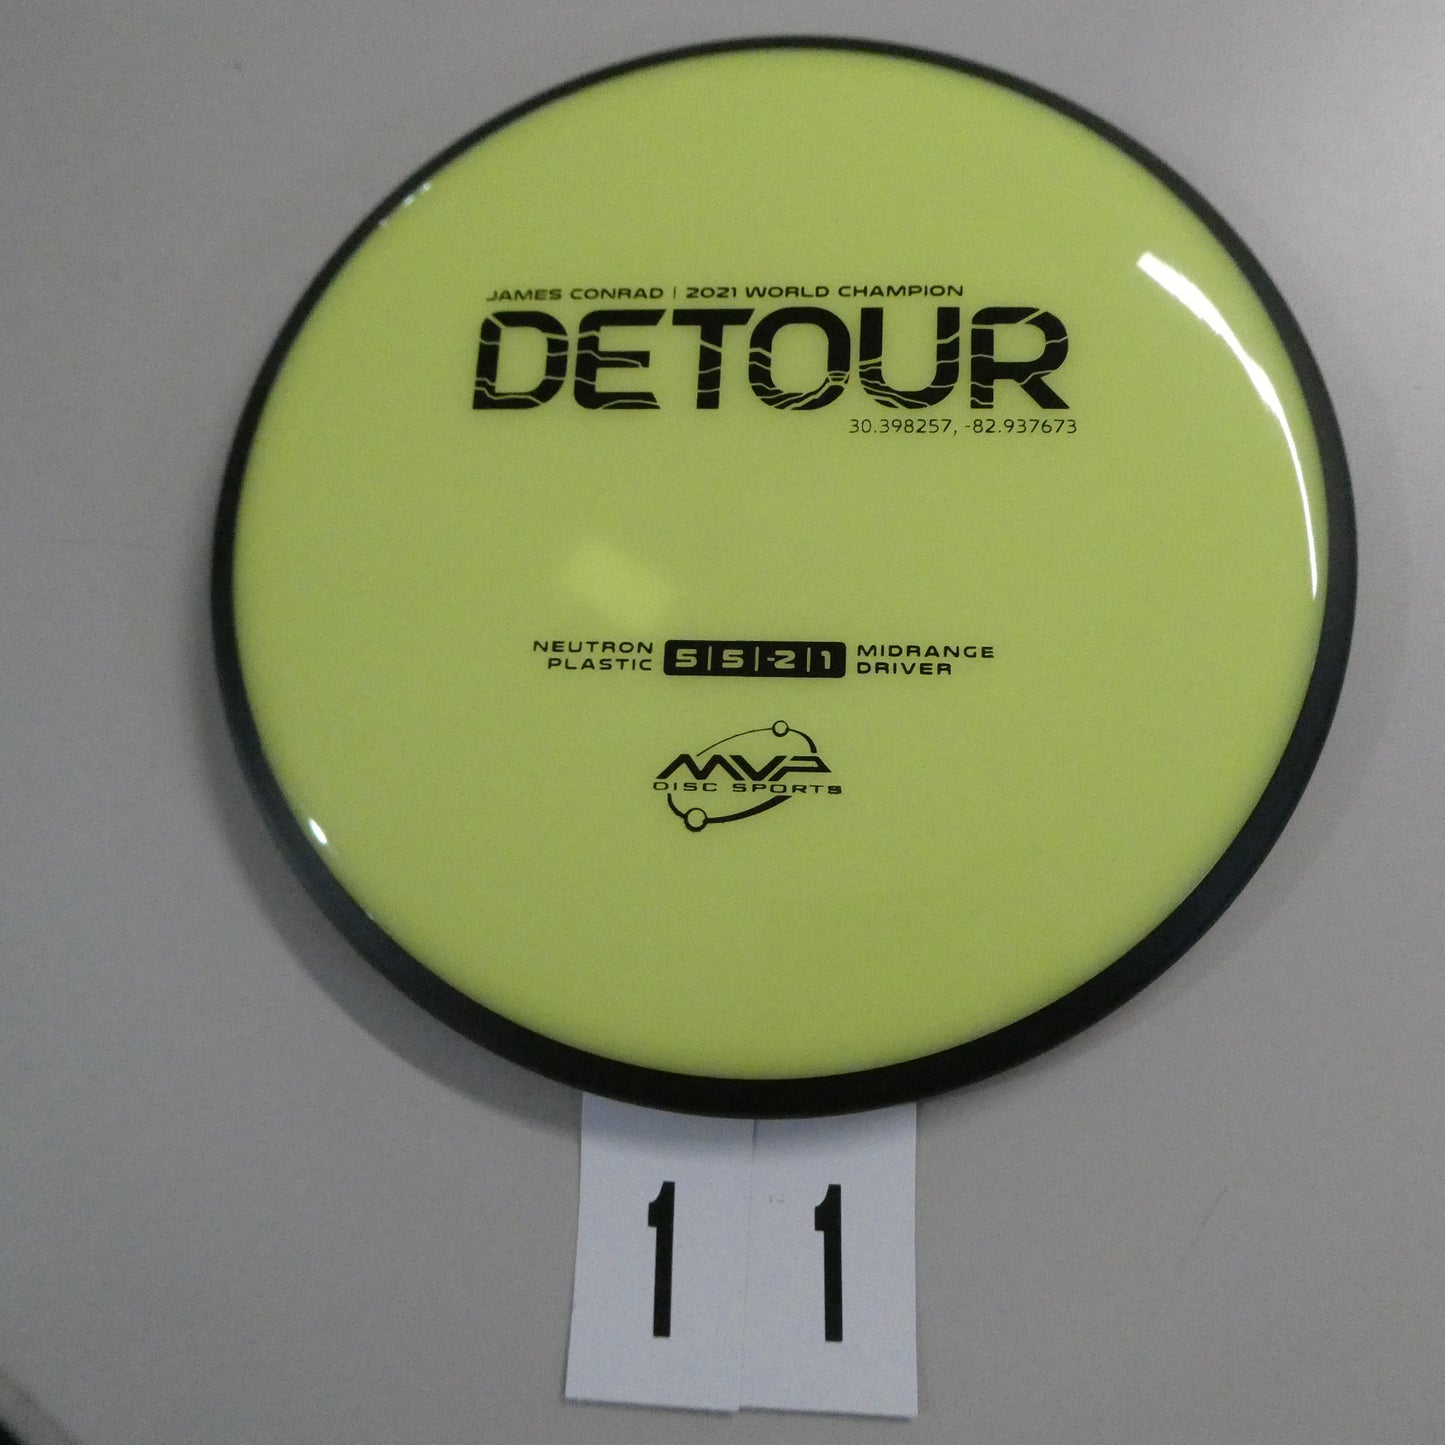 JAMES CONRAD | 2021 WORLD CHAMPION
DETOUR
30.398257, -82.937673
NEUTRON
PLASTIC
5|5|-2|1
MIDRANGE
DRIVER
MVP
DISC SPORTS
1 1